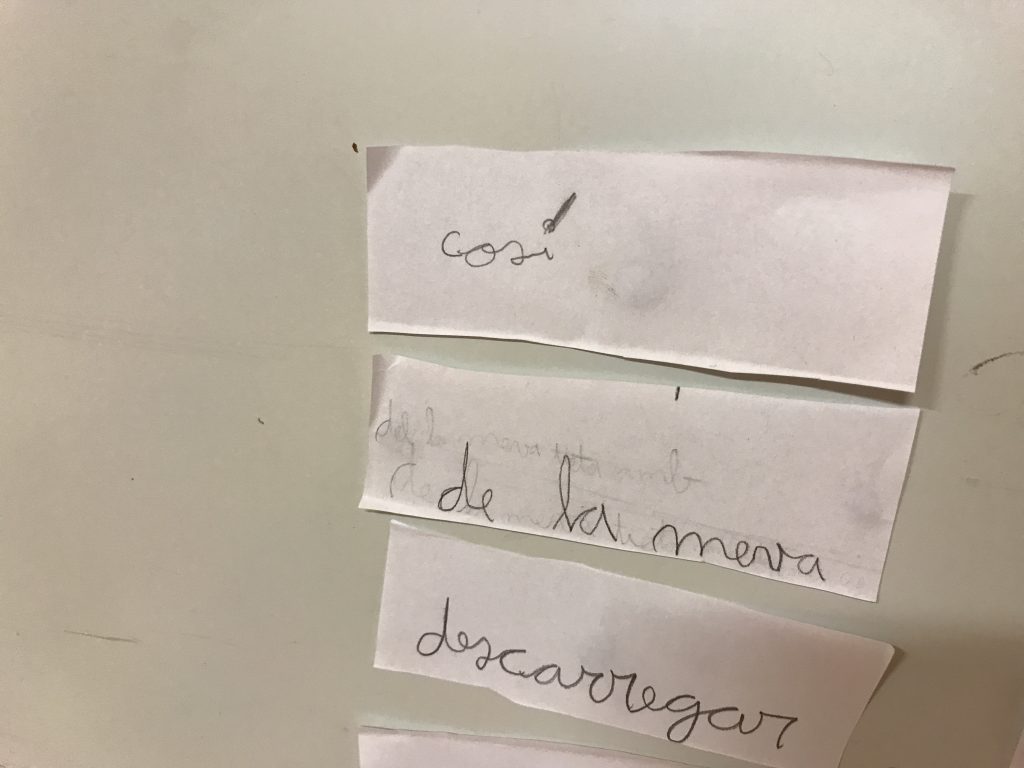 cosí
de la meva
descarregar